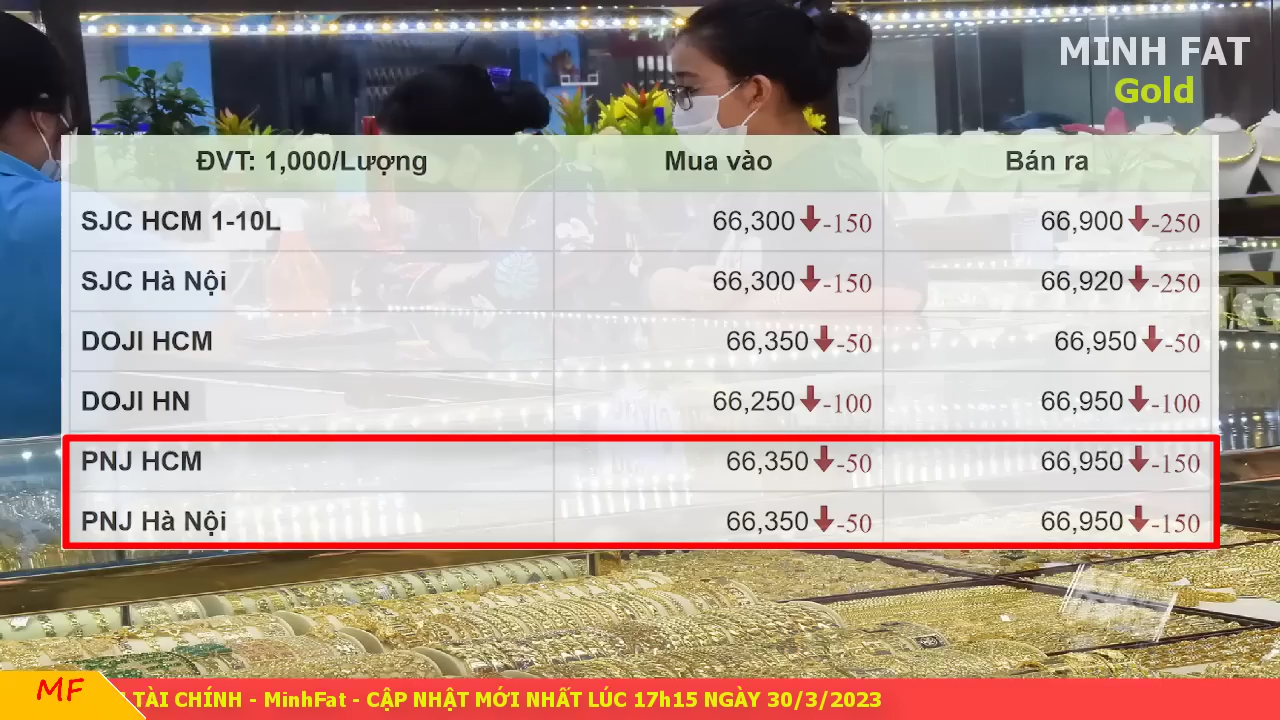 MINH FAT
Gold
ĐVT: 1,000/Lượng Mua vào Bán ra
SJC HCM 1-10L 66,300 -150 66,900 -250
SJC Hà Nội 66,300 -150 66,920 -250
DOJI HCM 66,350 -50 66,950 -50
DOJI HN 66,250 -100 66,950 -100
PNJ HCM 66,350 -50 66,950 -150
PNJ Hà Nội 66,350 -50 66,950 -150
MF TÀI CHÍNH - MinhFat - CẬP NHẬT MỚI NHẤT LÚC 17h15 NGÀY 30/3/2023